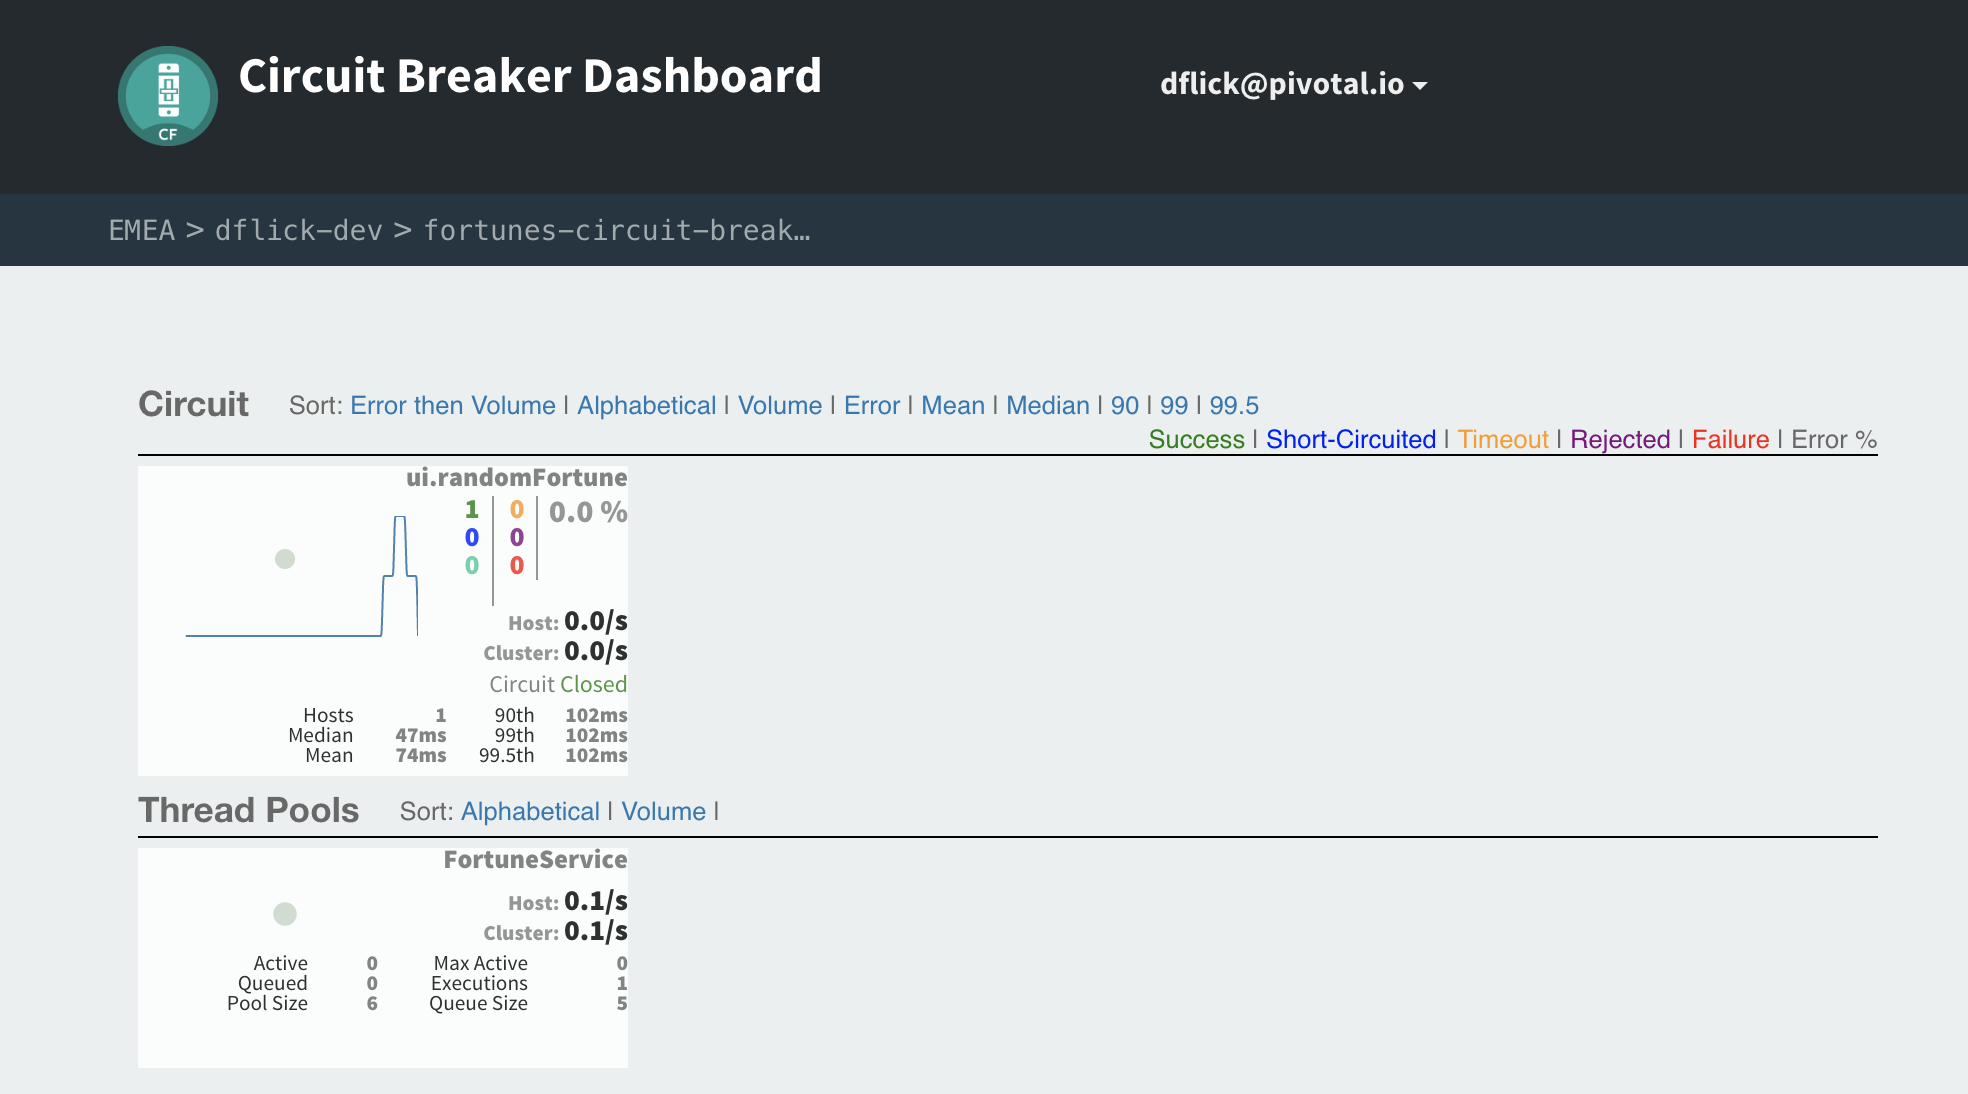 CF
Circuit Breaker Dashboard
dflick@pivotal.io
EMEA > dflick-dev > fortunes-circuit-break…
Circuit Sort: Error then Volume | Alphabetical | Volume | Error | Mean | Median | 90 | 99 | 99.5
Success | Short-Circuited | Timeout | Rejected | Failure | Error %
ui.randomFortune
1 0 0.0 %
0 0
0 0
Host: 0.0/s
Cluster: 0.0/s
Circuit Closed
Hosts 1 90th 102ms
Median 47ms 99th 102ms
Mean 74ms 99.5th 102ms
Thread Pools Sort: Alphabetical | Volume |
FortuneService
Host: 0.1/s
Cluster: 0.1/s
Active 0 Max Active 0
Queued 0 Executions 1
Pool Size 6 Queue Size 5